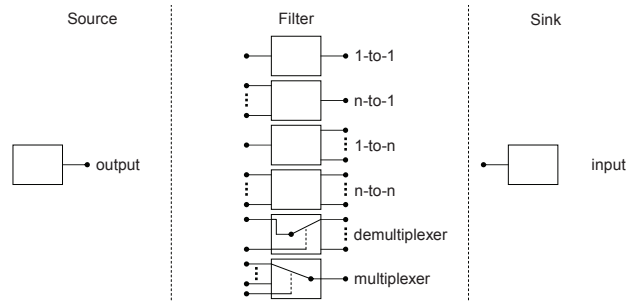 Source
Filter
Sink
1-to-1
n-to-1
1-to-n
n-to-n
demultiplexer
multiplexer
output
input